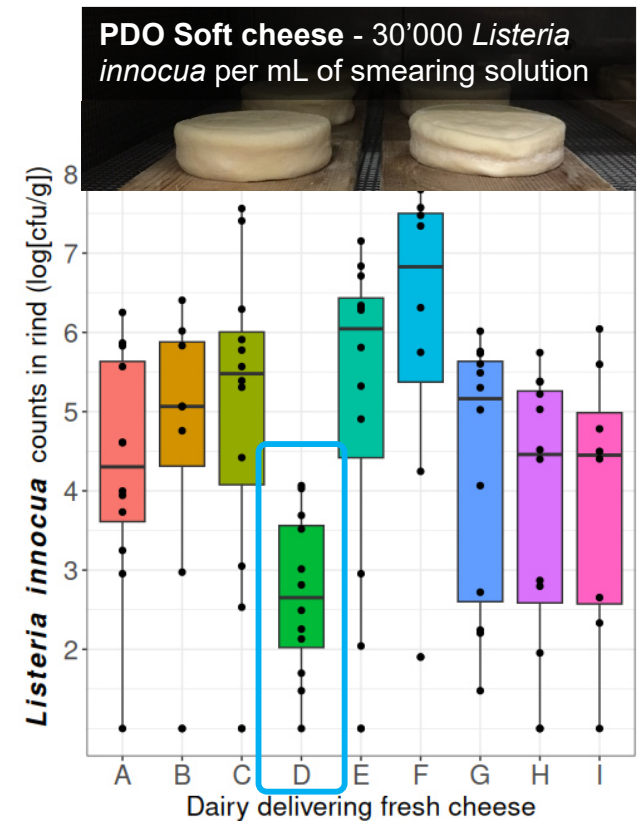 PDO Soft cheese - 30’000 Listeria
innocua per mL of smearing solution
Listeria innocua counts in rind (log[cfu/g])
8
7
6
5
4
3
2
A B C D E F G H I
Dairy delivering fresh cheese